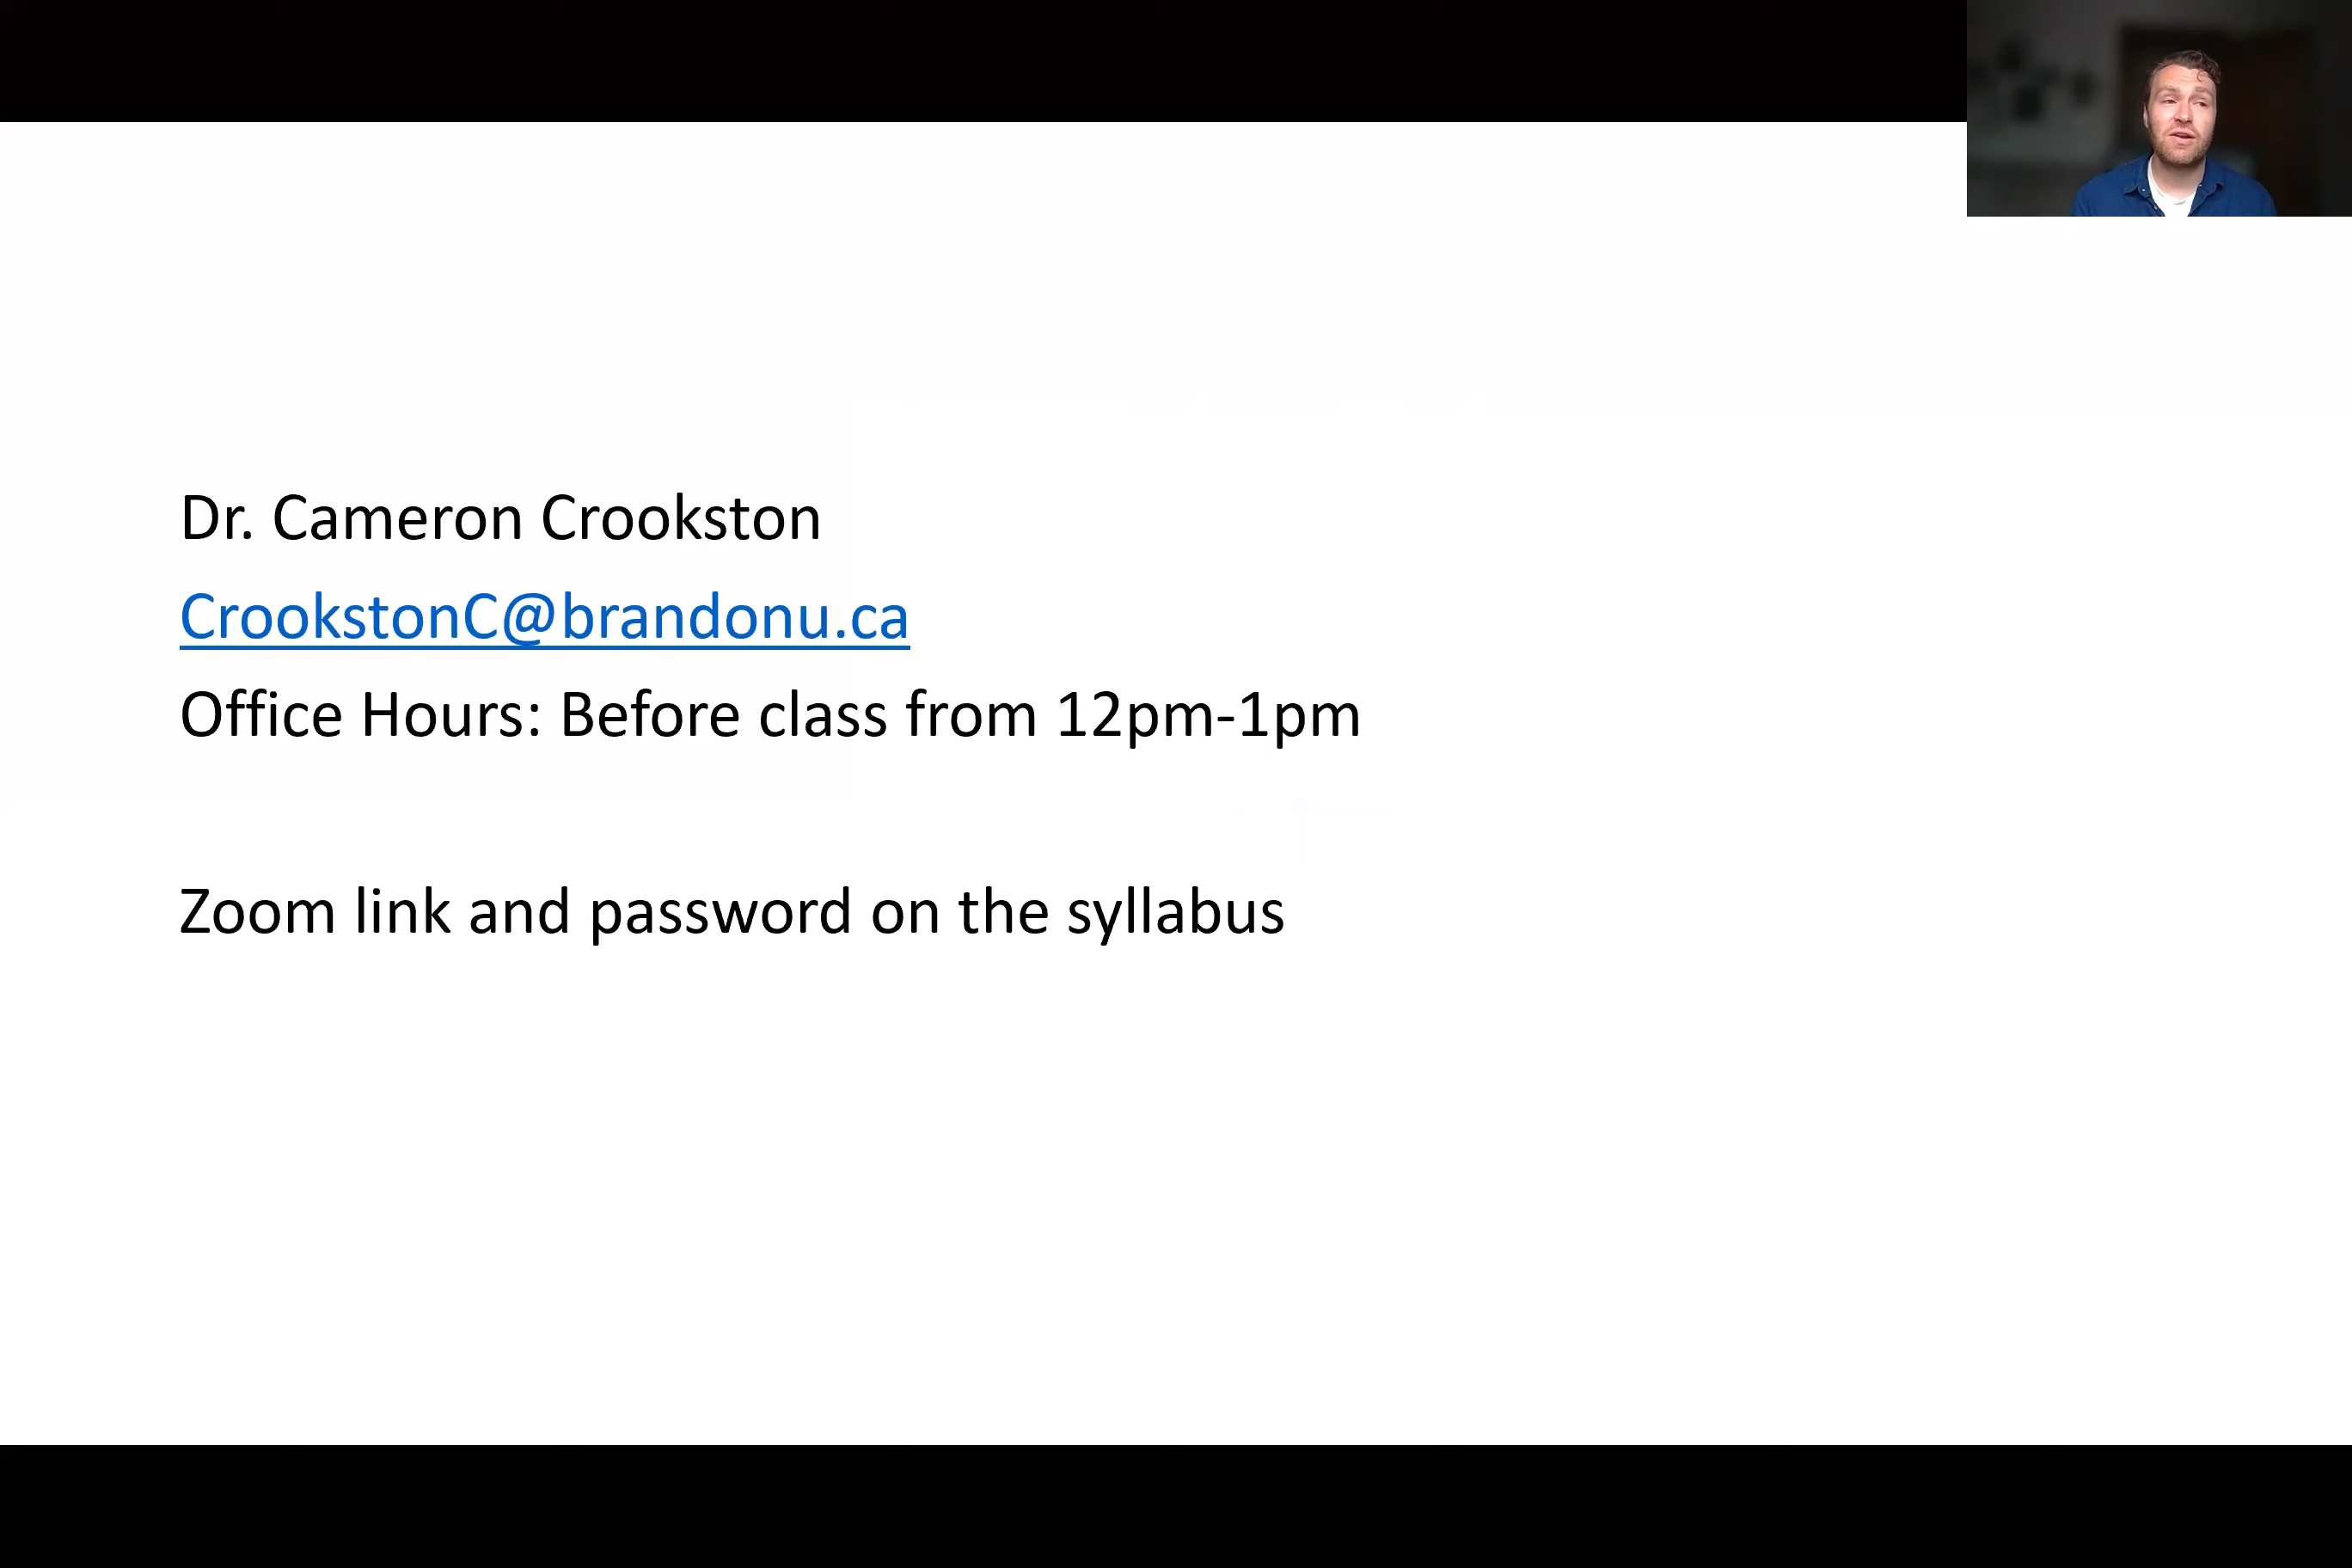 Dr. Cameron Crookston
CrookstonC@brandonu.ca
Office Hours: Before class from 12pm-1pm
Zoom link and password on the syllabus